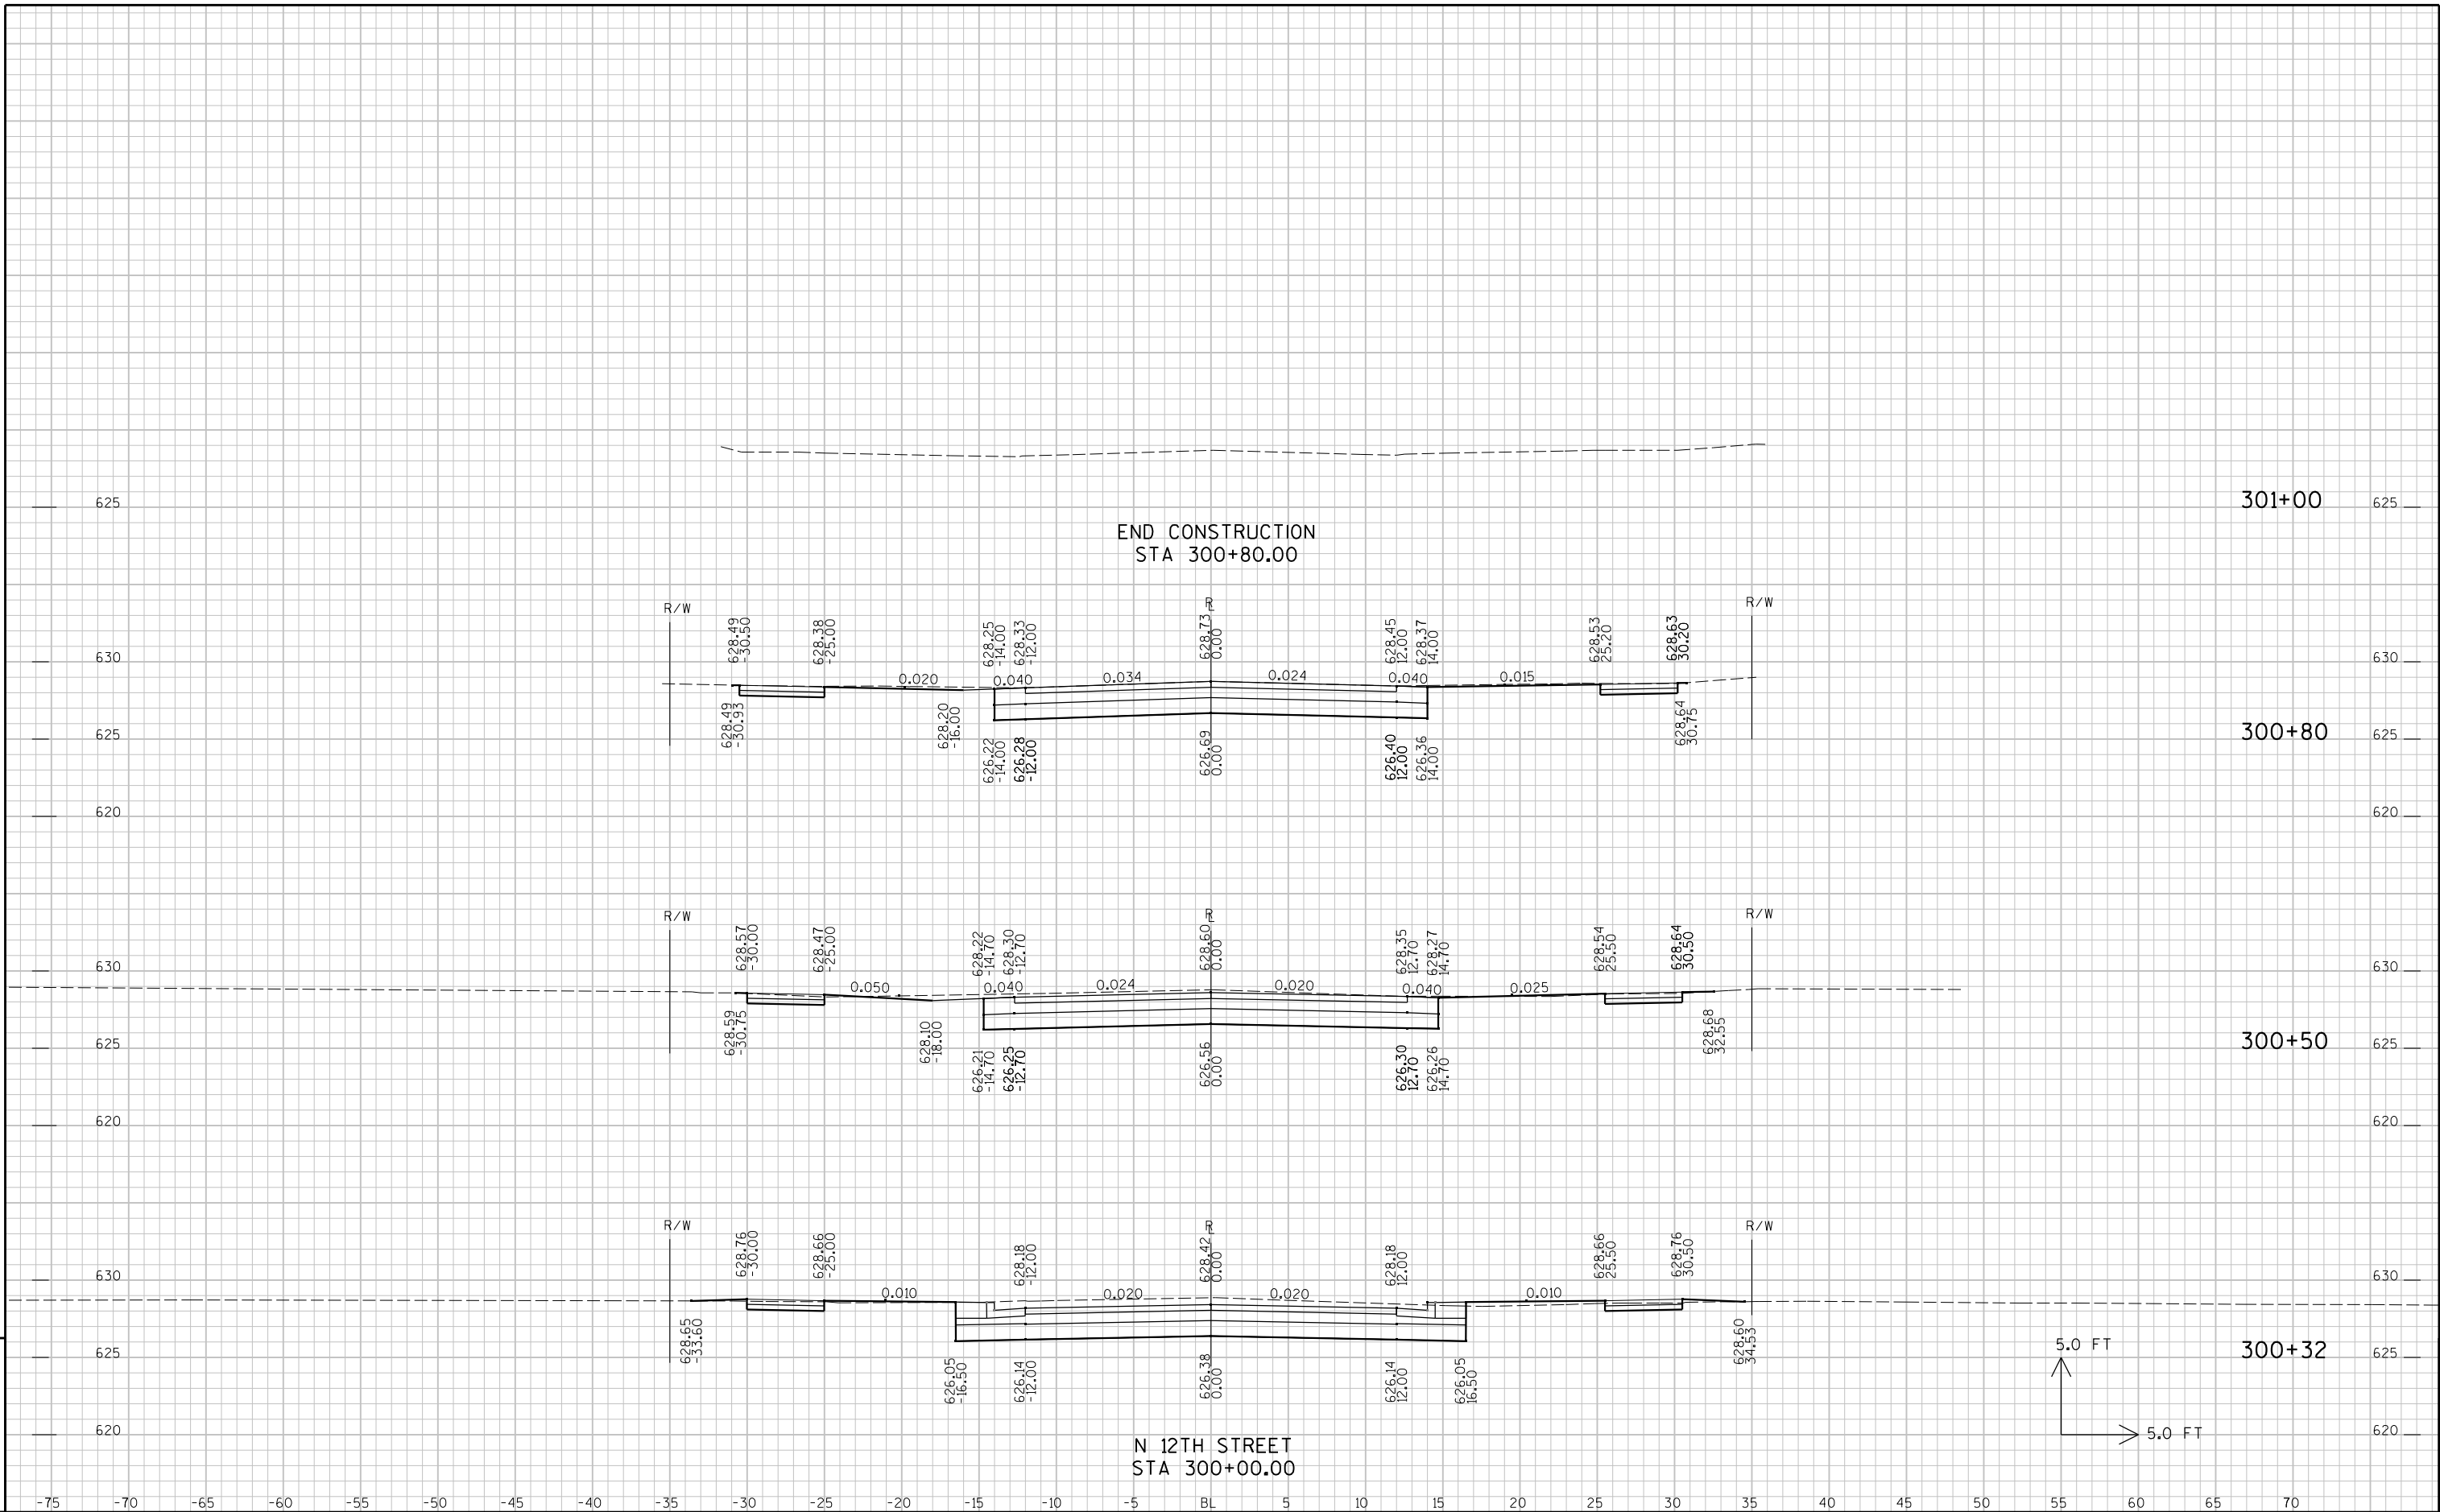 625 301+00 625
END CONSTRUCTION
STA 300+80.00
R/W R/W
628.49 628.38 628.25 628.33 628.73 628.45 628.37 628.53 628.63
-30.50 -25.00 -14.00 -12.00 0.00 12.00 14.00 25.20 30.20
630 630
0.020 0.040 0.034 0.024 0.040 0.015
628.49 628.20 626.22 626.28 626.69 626.40 626.36 628.64
-30.93 -16.00 -14.00 -12.00 0.00 12.00 14.00 30.75
625 300+80 625
620 620
R/W R/W
628.57 628.47 628.22 628.30 628.60 628.35 628.27 628.54 628.64
-30.00 -25.00 -14.70 -12.70 0.00 12.70 14.70 25.50 30.50
630 630
0.050 0.040 0.024 0.020 0.040 0.025
628.59 628.10 626.21 626.25 626.56 626.30 626.26 628.68
-30.75 -18.00 -14.70 -12.70 0.00 12.70 14.70 32.55
625 300+50 625
620 620
R/W R/W
628.76 628.66 628.18 628.42 628.18 628.66 628.76
-30.00 -25.00 -12.00 0.00 12.00 25.50 30.50
630 630
0.010 0.020 0.020 0.010
628.65 626.05 626.14 626.38 626.14 626.05 628.60
-33.60 -16.50 -12.00 0.00 12.00 16.50 34.53
625 5.0 FT 300+32 625
620 5.0 FT 620
N 12TH STREET
STA 300+00.00
-75 -70 -65 -60 -55 -50 -45 -40 -35 -30 -25 -20 -15 -10 -5 BL 5 10 15 20 25 30 35 40 45 50 55 60 65 70